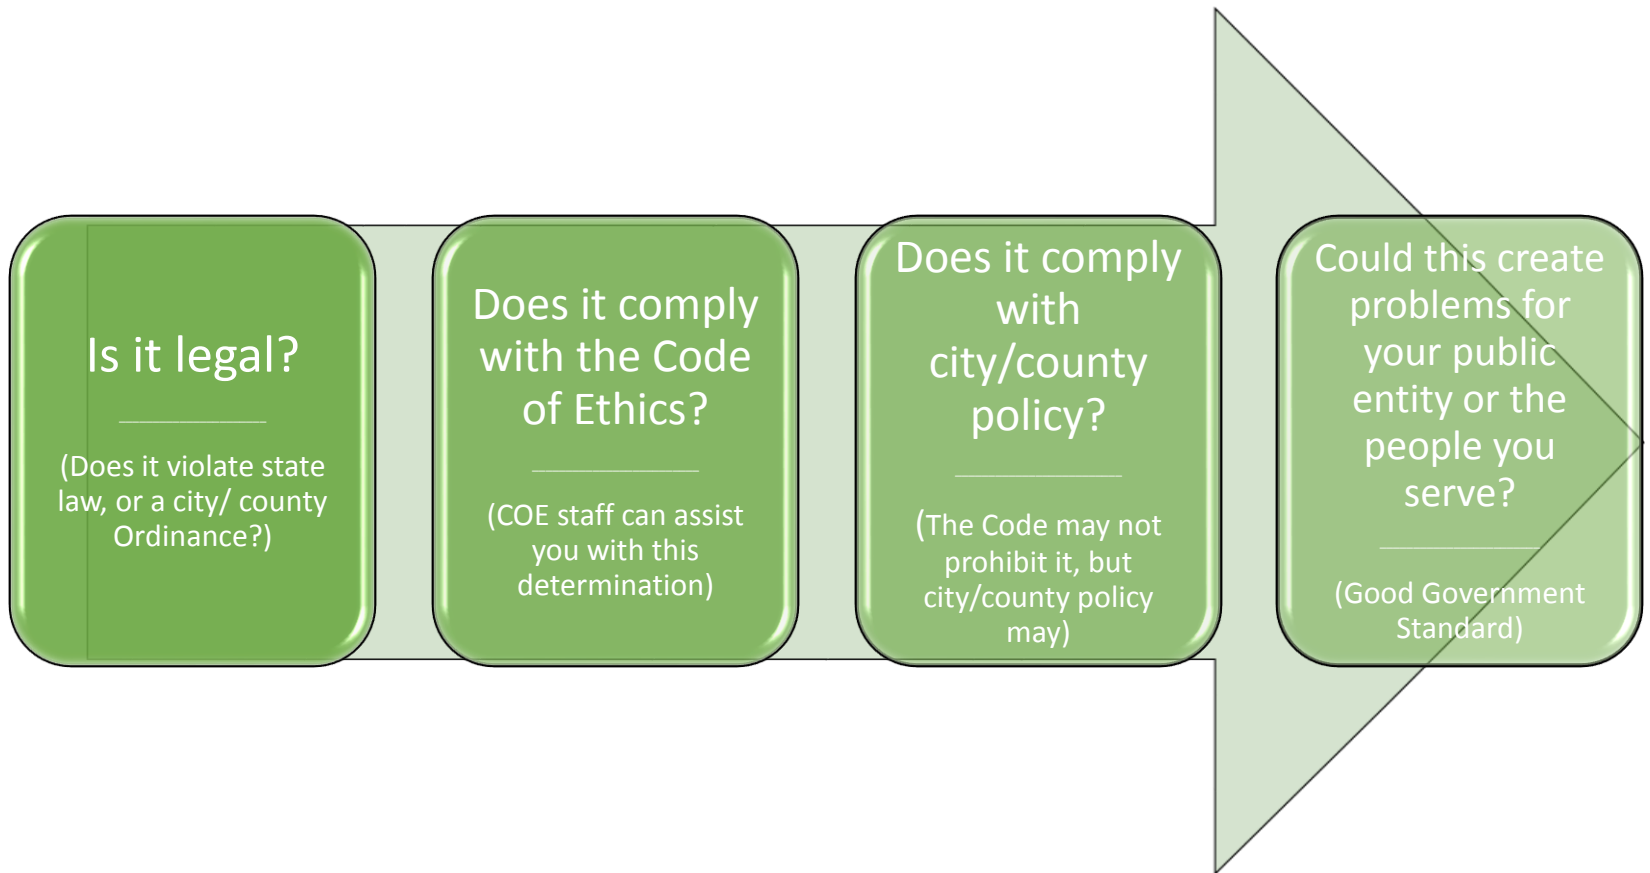 Is it legal?
(Does it violate state
law, or a city/ county
Ordinance?)
Does it comply
with the Code
of Ethics?
(COE staff can assist
you with this
determination)
Does it comply
with
city/county
policy?
(The Code may not
prohibit it, but
city/county policy
may)
Could this create
problems for
your public
entity or the
people you
serve?
(Good Government
Standard)